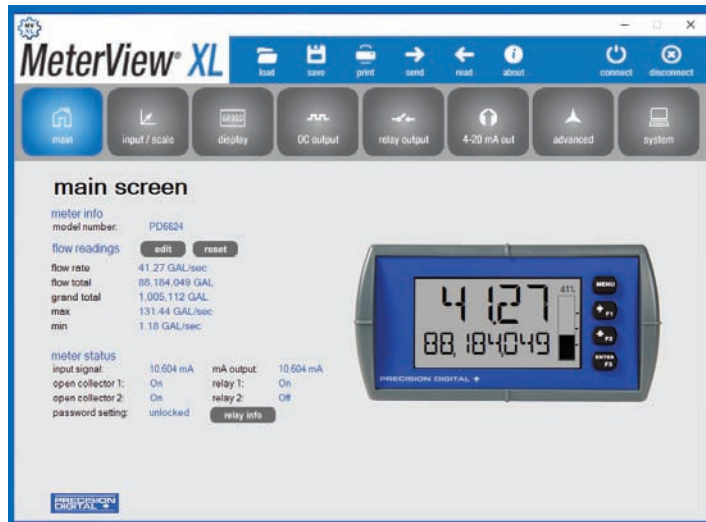 MV
XL
MeterView® XL
load save print send read about connect disconnect
main input / scale display OC output relay output 4-20 mA out advanced system
main screen
meter info
model number: PD6624
flow readings edit reset
flow rate 41.27 GAL/sec
flow total 88,184,049 GAL
grand total 1,005,112 GAL
max 131.44 GAL/sec
min 1.18 GAL/sec
meter status
input signal: 10.604 mA mA output: 10.604 mA
open collector 1: On relay 1: On
open collector 2: On relay 2: Off
password setting: unlocked relay info
41.27 41%
88,184,049
MENU
F1
F2
ENTER
F3
PRECISION DIGITAL
PRECISION
DIGITAL